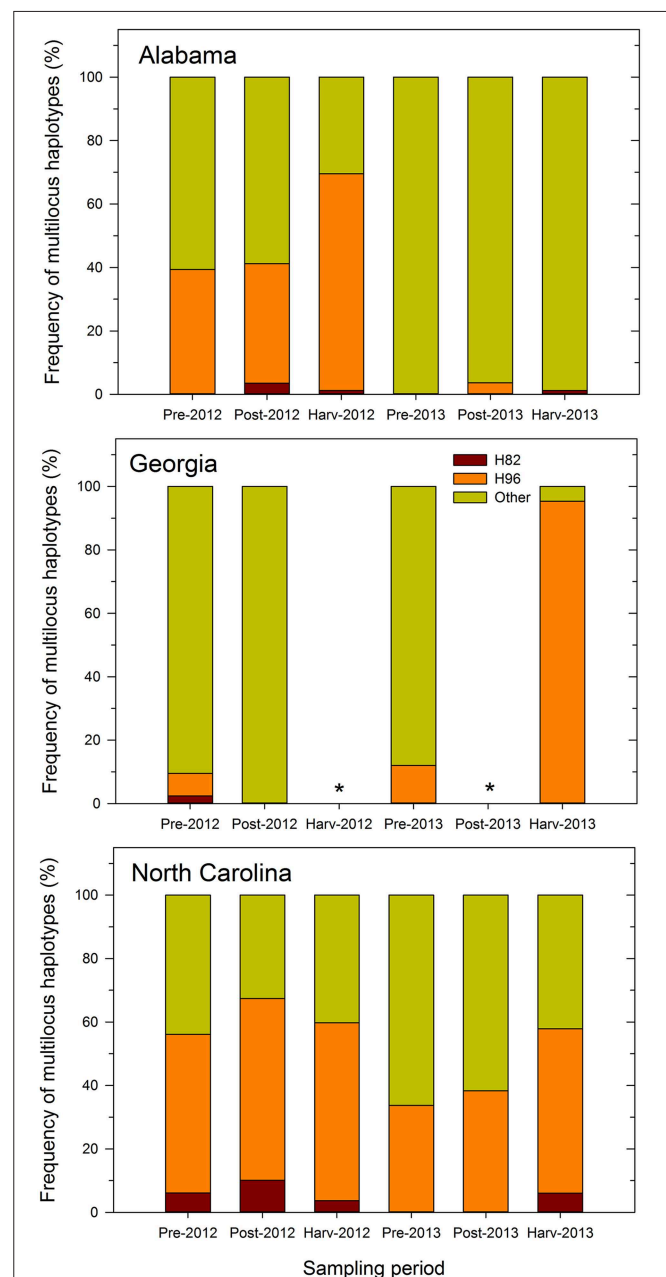 Alabama
Frequency of multilocus haplotypes (%)
100
80
60
40
20
0
Pre-2012 Post-2012 Harv-2012 Pre-2013 Post-2013 Harv-2013
Georgia
H82
H96
Other
Frequency of multilocus haplotypes (%)
100
80
60
40
20
0
* *
Pre-2012 Post-2012 Harv-2012 Pre-2013 Post-2013 Harv-2013
North Carolina
Frequency of multilocus haplotypes (%)
100
80
60
40
20
0
Pre-2012 Post-2012 Harv-2012 Pre-2013 Post-2013 Harv-2013
Sampling period